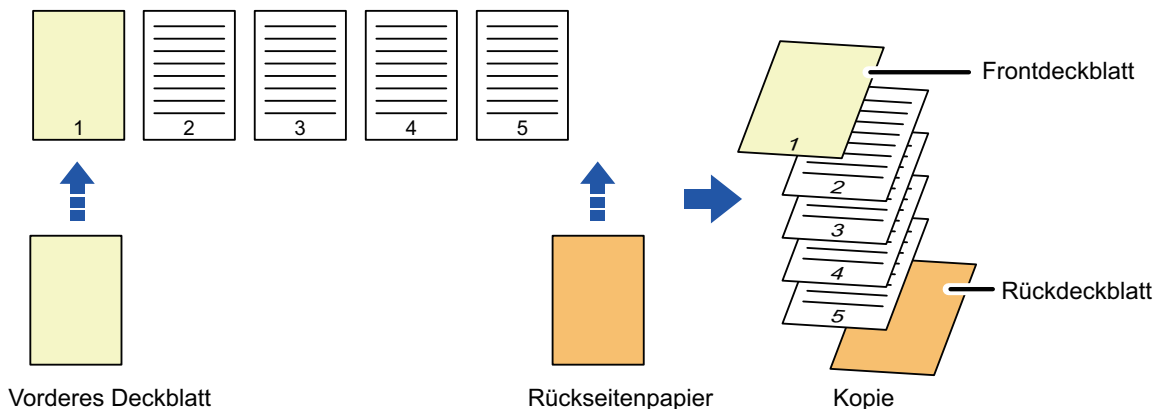 1 2 3 4 5
Frontdeckblatt
1
2
3
4
5
Rückdeckblatt
Vorderes Deckblatt Rückseitenpapier Kopie